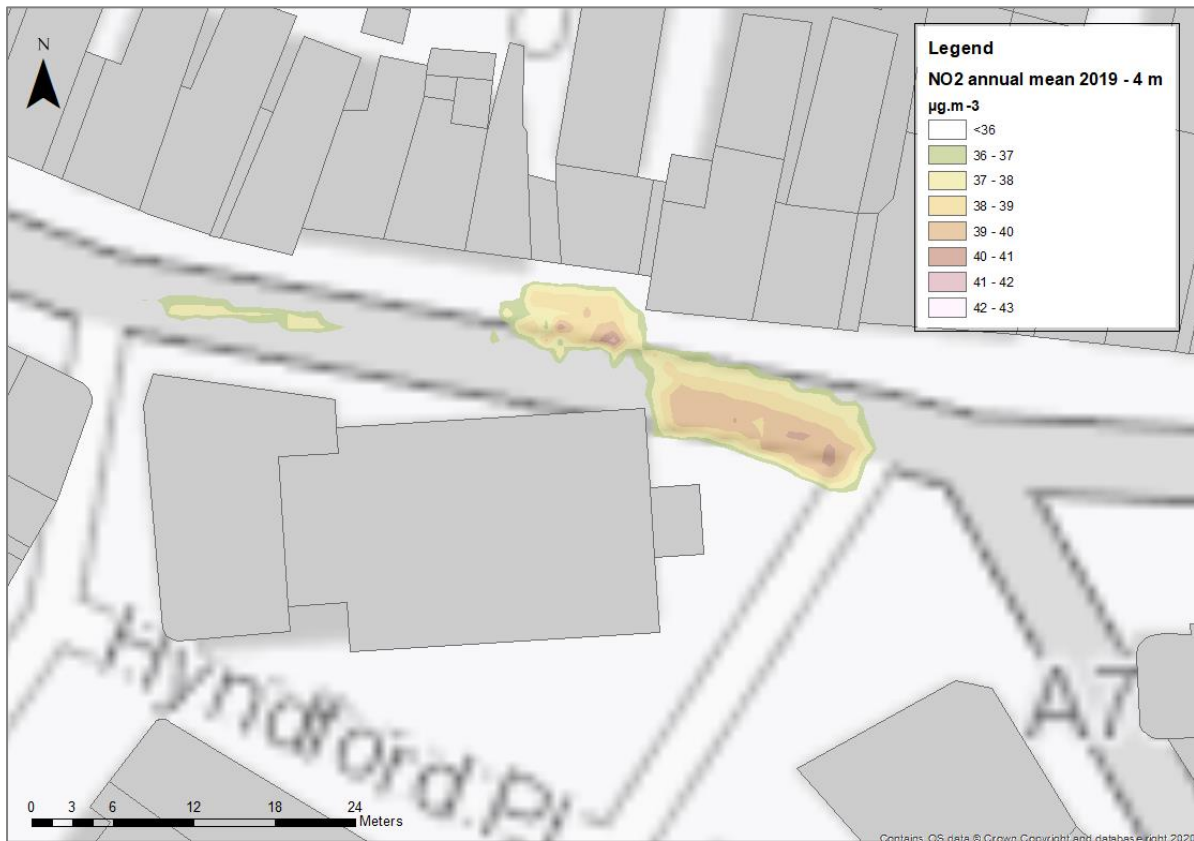 N
Legend
NO2 annual mean 2019 - 4 m
µg.m -3
<36
36 - 37
37 - 38
38 - 39
39 - 40
40 - 41
41 - 42
42 - 43
Hyndford Pl
A7
0 3 6 12 18 24
Meters
Contains OS data © Crown Copyright and database right 2020